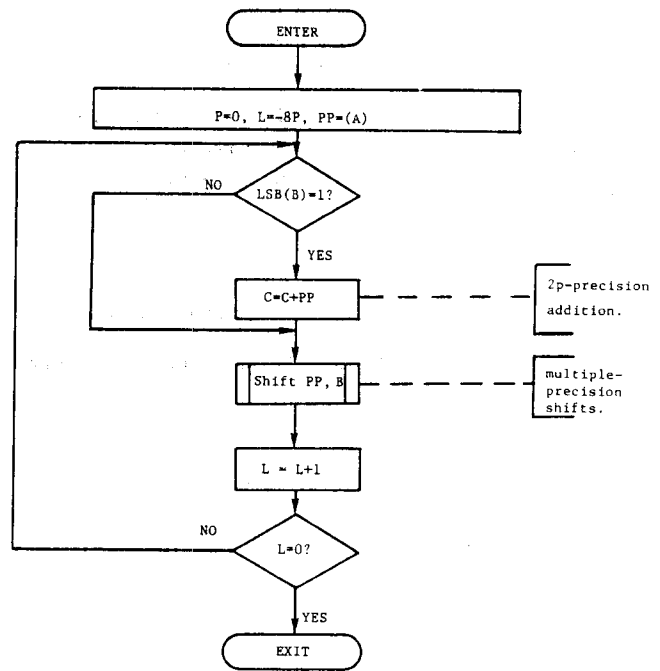 ENTER
P=0, L=-8P, PP=(A)
NO
LSB(B)=1?
YES
C=C+PP
2p-precision
addition.
Shift PP, B
multiple-
precision
shifts.
L = L+1
NO
L=0?
YES
EXIT